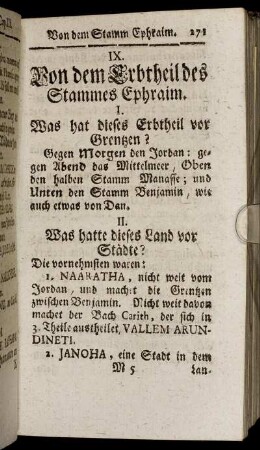 Von dem Stamm Ephraim. 271
IX.
Von dem Erbtheil des
Stammes Ephraim.
I.
Was hat dieses Erbtheil vor
Grentzen?
Gegen Morgen den Jordan: ge-
gen Abend das Mittelmeer, Oben
den halben Stamm Manasse; und
Unten den Stamm Benjamin, wie
auch etwas von Dan.
II.
Was hatte dieses Land vor
Städte?
Die vornehmsten waren:
1. NAARATHA, nicht weit vom
Jordan, und machet die Grentzen
zwischen Benjamin. Nicht weit davon
machet der Bach Carith, der sich in
3. Theile austheilet, VALLEM ARUN-
DINETI.
2. JANOHA, eine Stadt in dem
M 5 Lan-